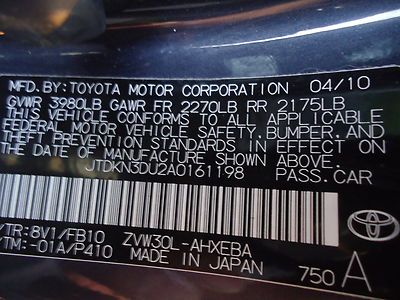 MFD. BY: TOYOTA MOTOR CORPORATION 04/10
GVWR 3980LB GAWR FR 2270LB RR 2175LB
THIS VEHICLE CONFORMS TO ALL APPLICABLE
FEDERAL MOTOR VEHICLE SAFETY, BUMPER, AND
THEFT PREVENTION STANDARDS IN EFFECT ON
THE DATE OF MANUFACTURE SHOWN ABOVE.
JTDKN3DU2A0161198 PASS. CAR
/TR: 8V1/FB10 ZVW30L-AHXEBA
/TM: -01A/P410 MADE IN JAPAN
TOYOTA
750 A